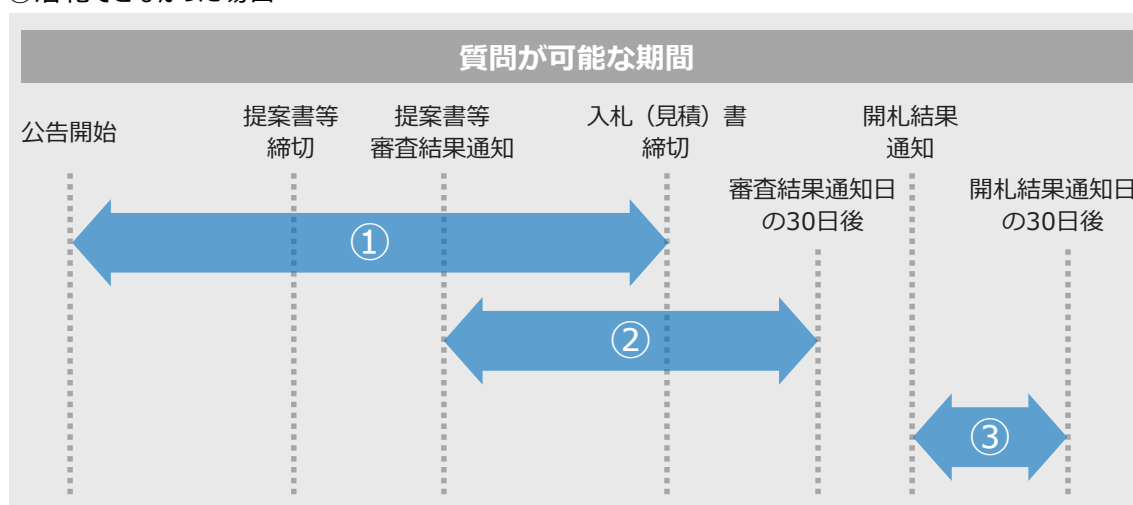 質問が可能な期間
公告開始
提案書等
締切
提案書等
審査結果通知
入札（見積）書
締切
開札結果
通知
審査結果通知日
の30日後
開札結果通知日
の30日後
①
②
③